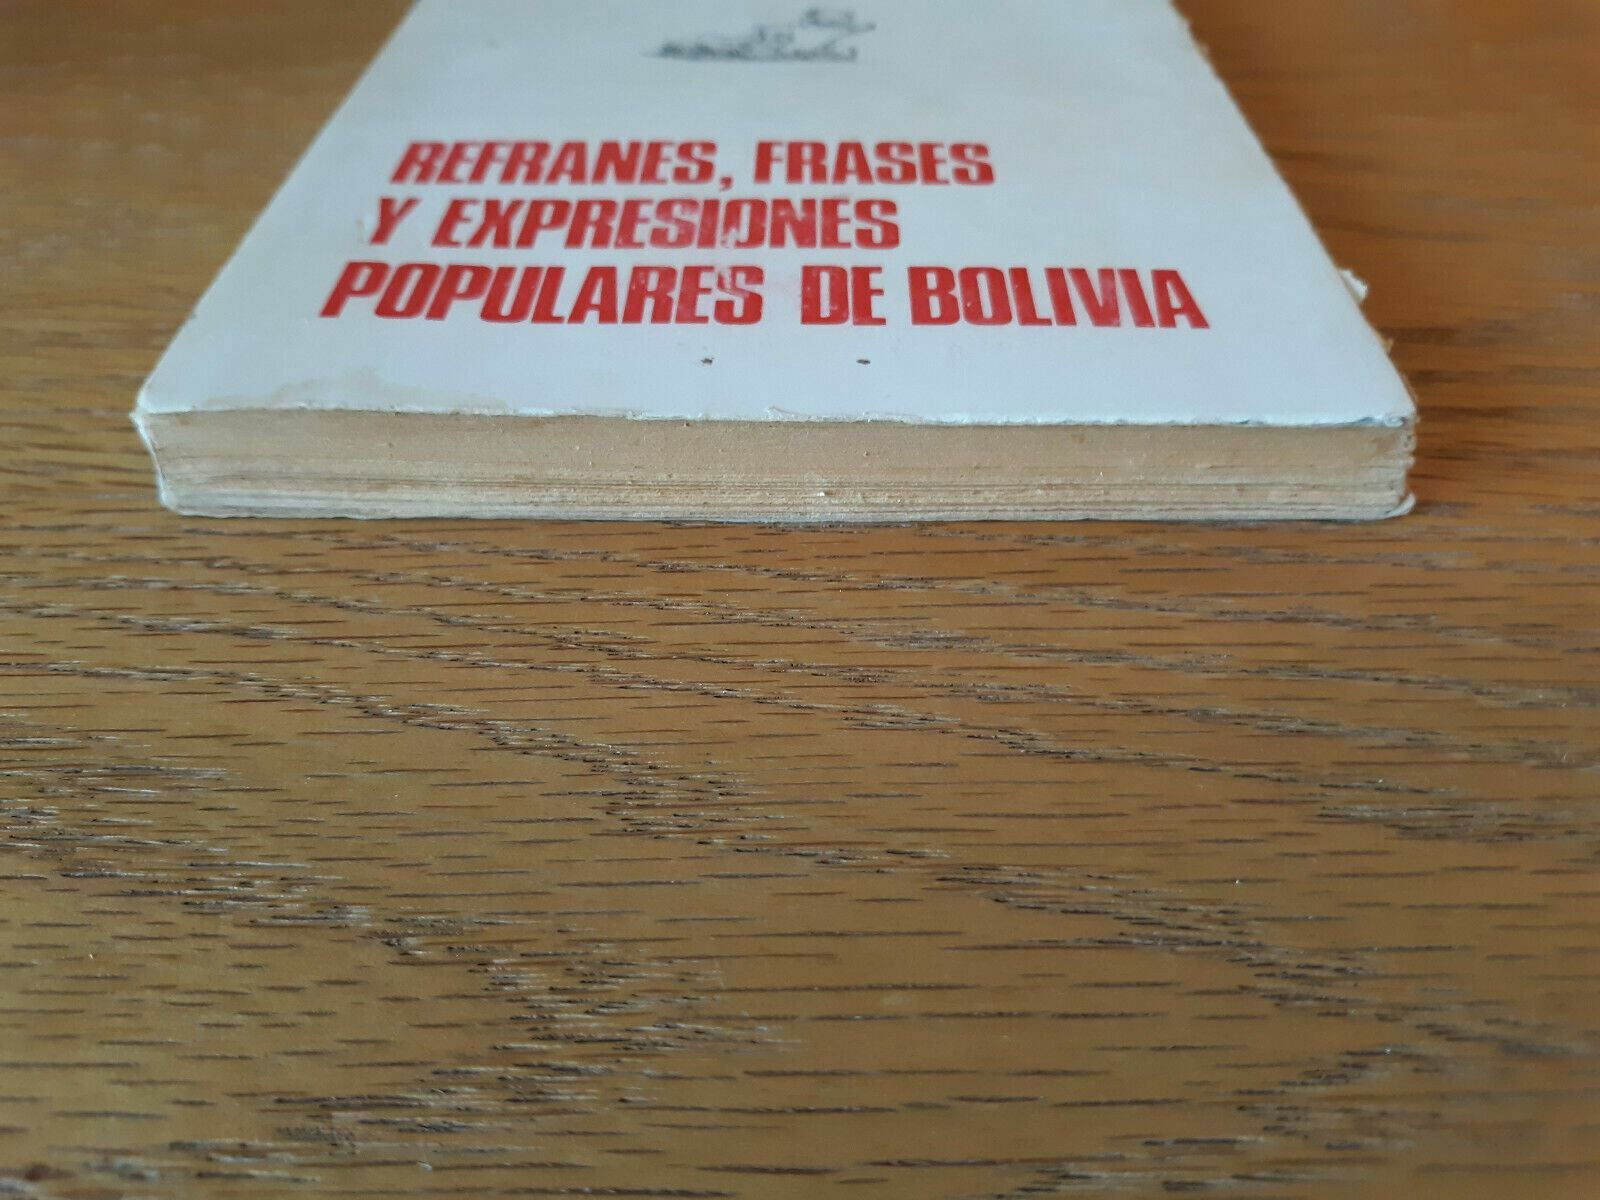 REFRANES, FRASES
Y EXPRESIONES
POPULARES DE BOLIVIA